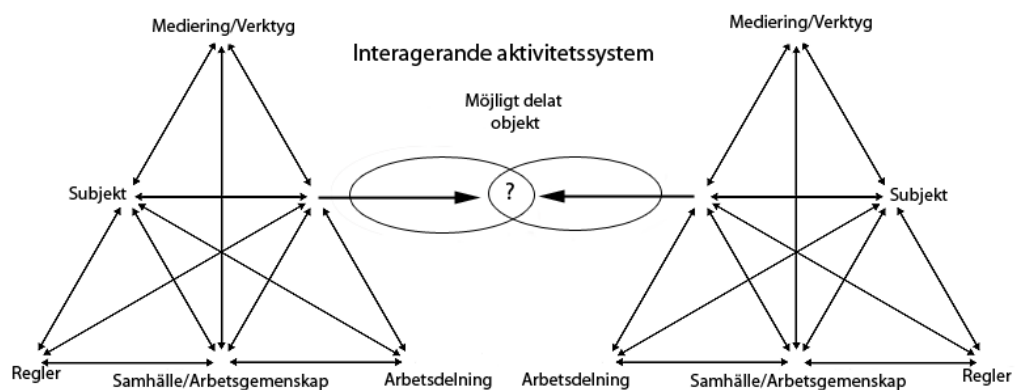 Mediering/Verktyg
Mediering/Verktyg
Interagerande aktivitetssystem
Möjligt delat
objekt
Subjekt
?
Subjekt
Regler
Samhälle/Arbetsgemenskap
Arbetsdelning
Arbetsdelning
Samhälle/Arbetsgemenskap
Regler